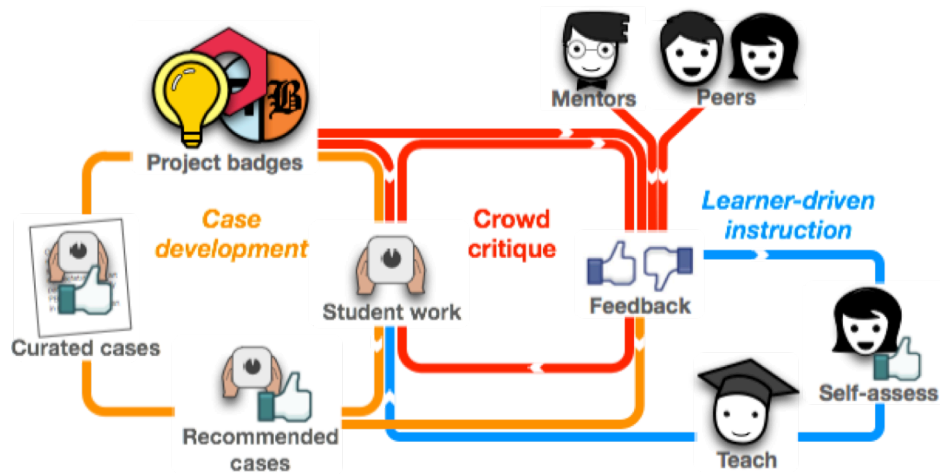 Mentors
Peers
Project badges
Case
development
Crowd
critique
Learner-driven
instruction
Student work
Feedback
Curated cases
Recommended
cases
Self-assess
Teach